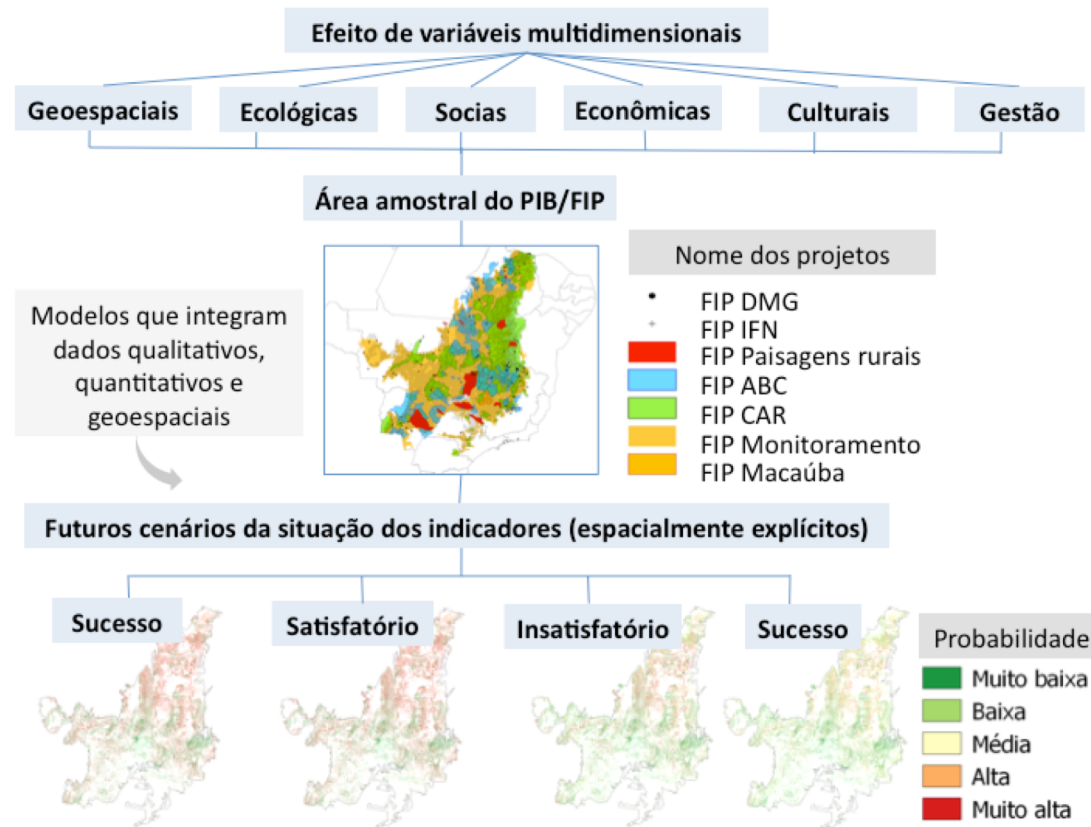 Efeito de variáveis multidimensionais
Geoespaciais
Ecológicas
Socias
Econômicas
Culturais
Gestão
Área amostral do PIB/FIP
Nome dos projetos
FIP DMG
FIP IFN
FIP Paisagens rurais
FIP ABC
FIP CAR
FIP Monitoramento
FIP Macaúba
Modelos que integram
dados qualitativos,
quantitativos e
geoespaciais
Futuros cenários da situação dos indicadores (espacialmente explícitos)
Sucesso
Satisfatório
Insatisfatório
Sucesso
Probabilidade
Muito baixa
Baixa
Média
Alta
Muito alta